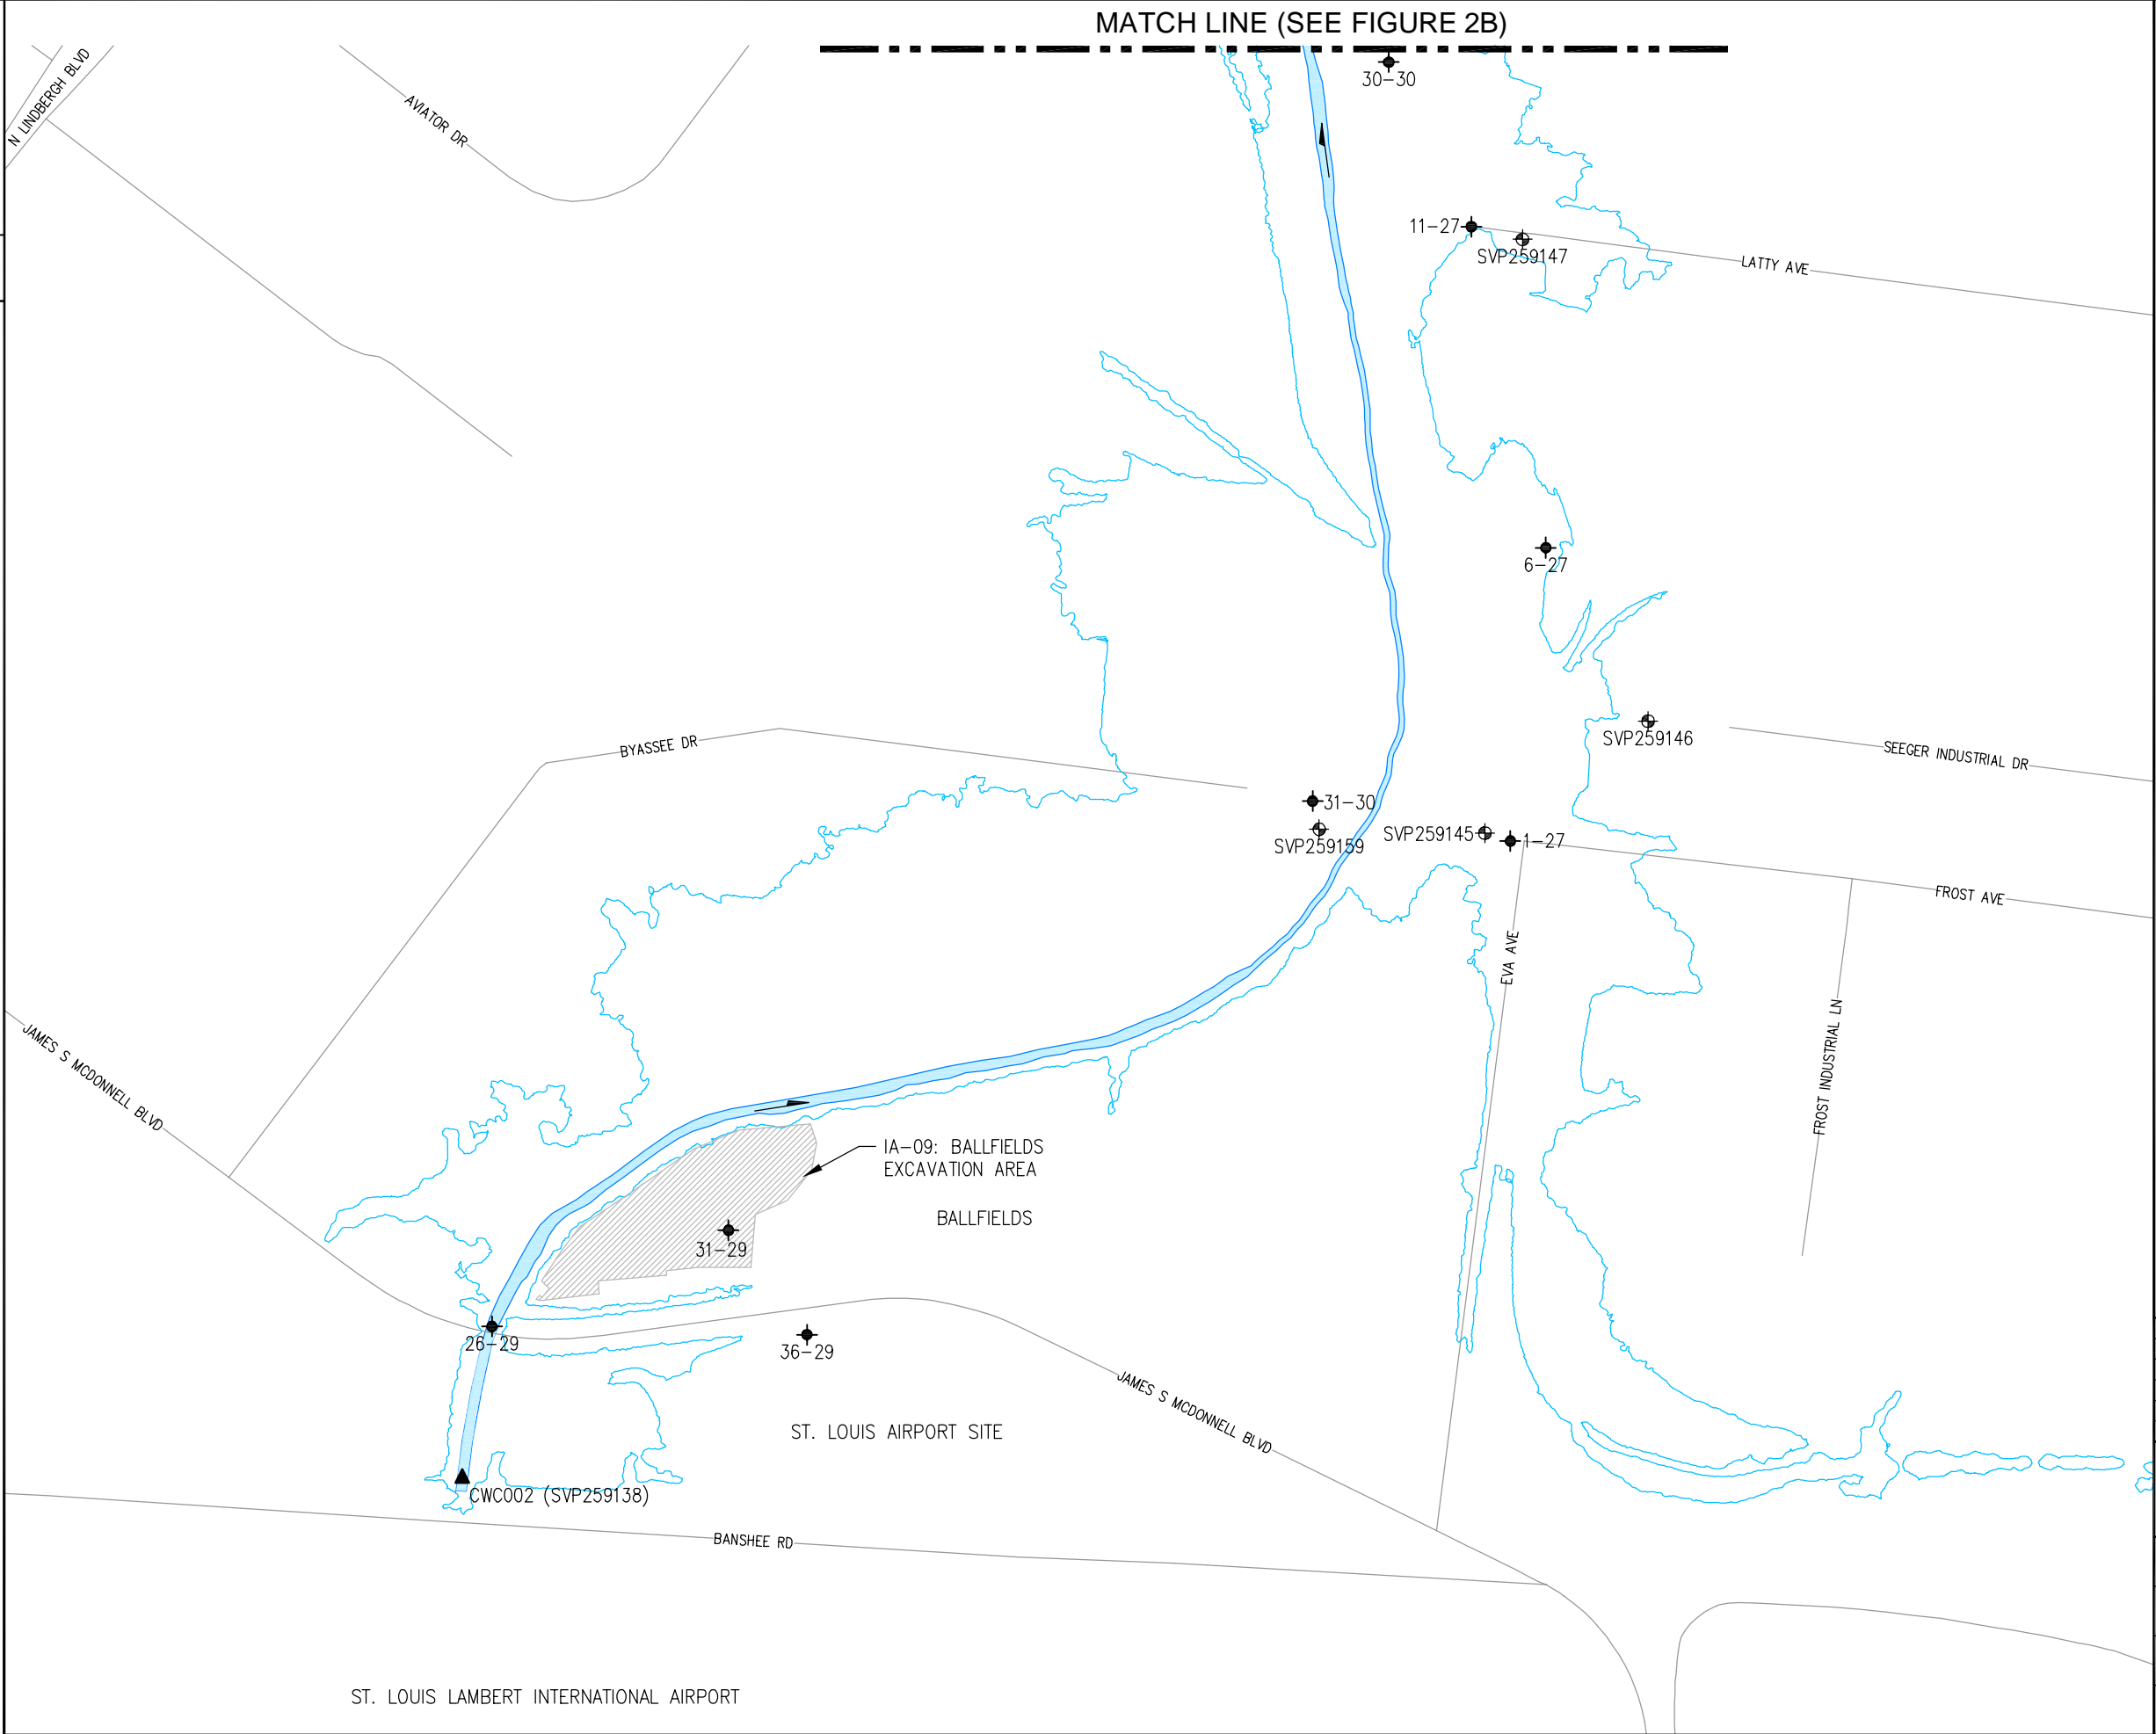 MATCH LINE (SEE FIGURE 2B)
N LINDBERGH BLVD
AVIATOR DR
30-30
11-27
SVP259147
LATTY AVE
6-27
SVP259146
BYASSEE DR
SEEGER INDUSTRIAL DR
31-30
SVP259159
SVP259145
1-27
FROST AVE
EVA AVE
FROST INDUSTRIAL LN
JAMES S MCDONNELL BLVD
IA-09: BALLFIELDS
EXCAVATION AREA
BALLFIELDS
31-29
26-29
36-29
JAMES S MCDONNELL BLVD
ST. LOUIS AIRPORT SITE
CWC002 (SVP259138)
BANSHEE RD
ST. LOUIS LAMBERT INTERNATIONAL AIRPORT